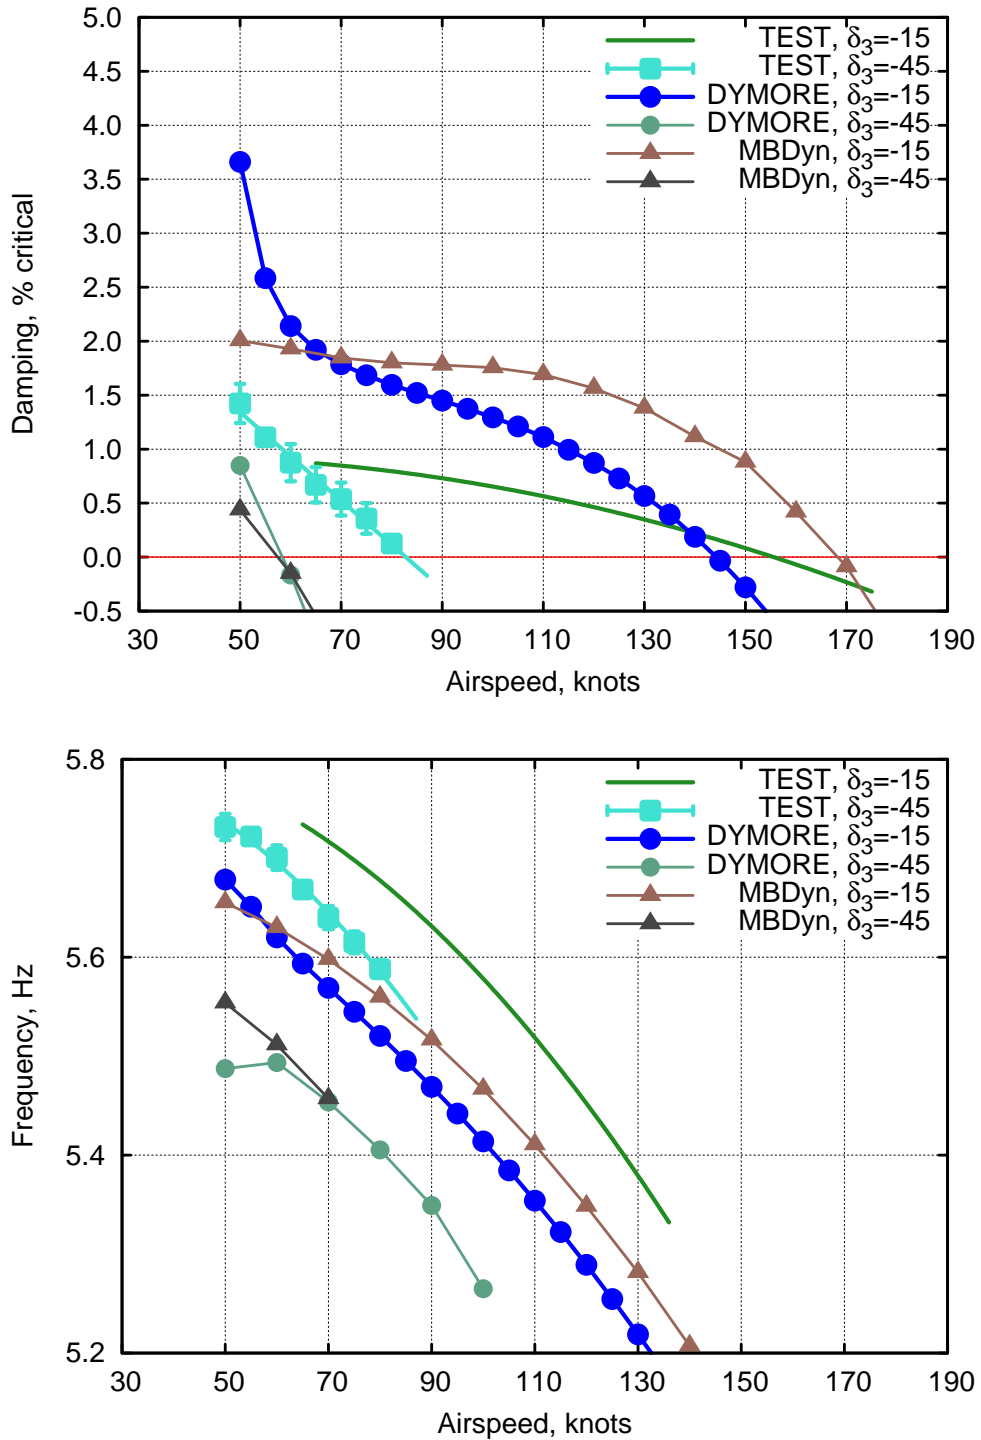 5.0
4.5
4.0
3.5
3.0
2.5
2.0
1.5
1.0
0.5
0.0
-0.5
Damping, % critical
TEST, δ3=-15
TEST, δ3=-45
DYMORE, δ3=-15
DYMORE, δ3=-45
MBDyn, δ3=-15
MBDyn, δ3=-45
30 50 70 90 110 130 150 170 190
Airspeed, knots
5.8
5.6
5.4
5.2
Frequency, Hz
TEST, δ3=-15
TEST, δ3=-45
DYMORE, δ3=-15
DYMORE, δ3=-45
MBDyn, δ3=-15
MBDyn, δ3=-45
30 50 70 90 110 130 150 170 190
Airspeed, knots